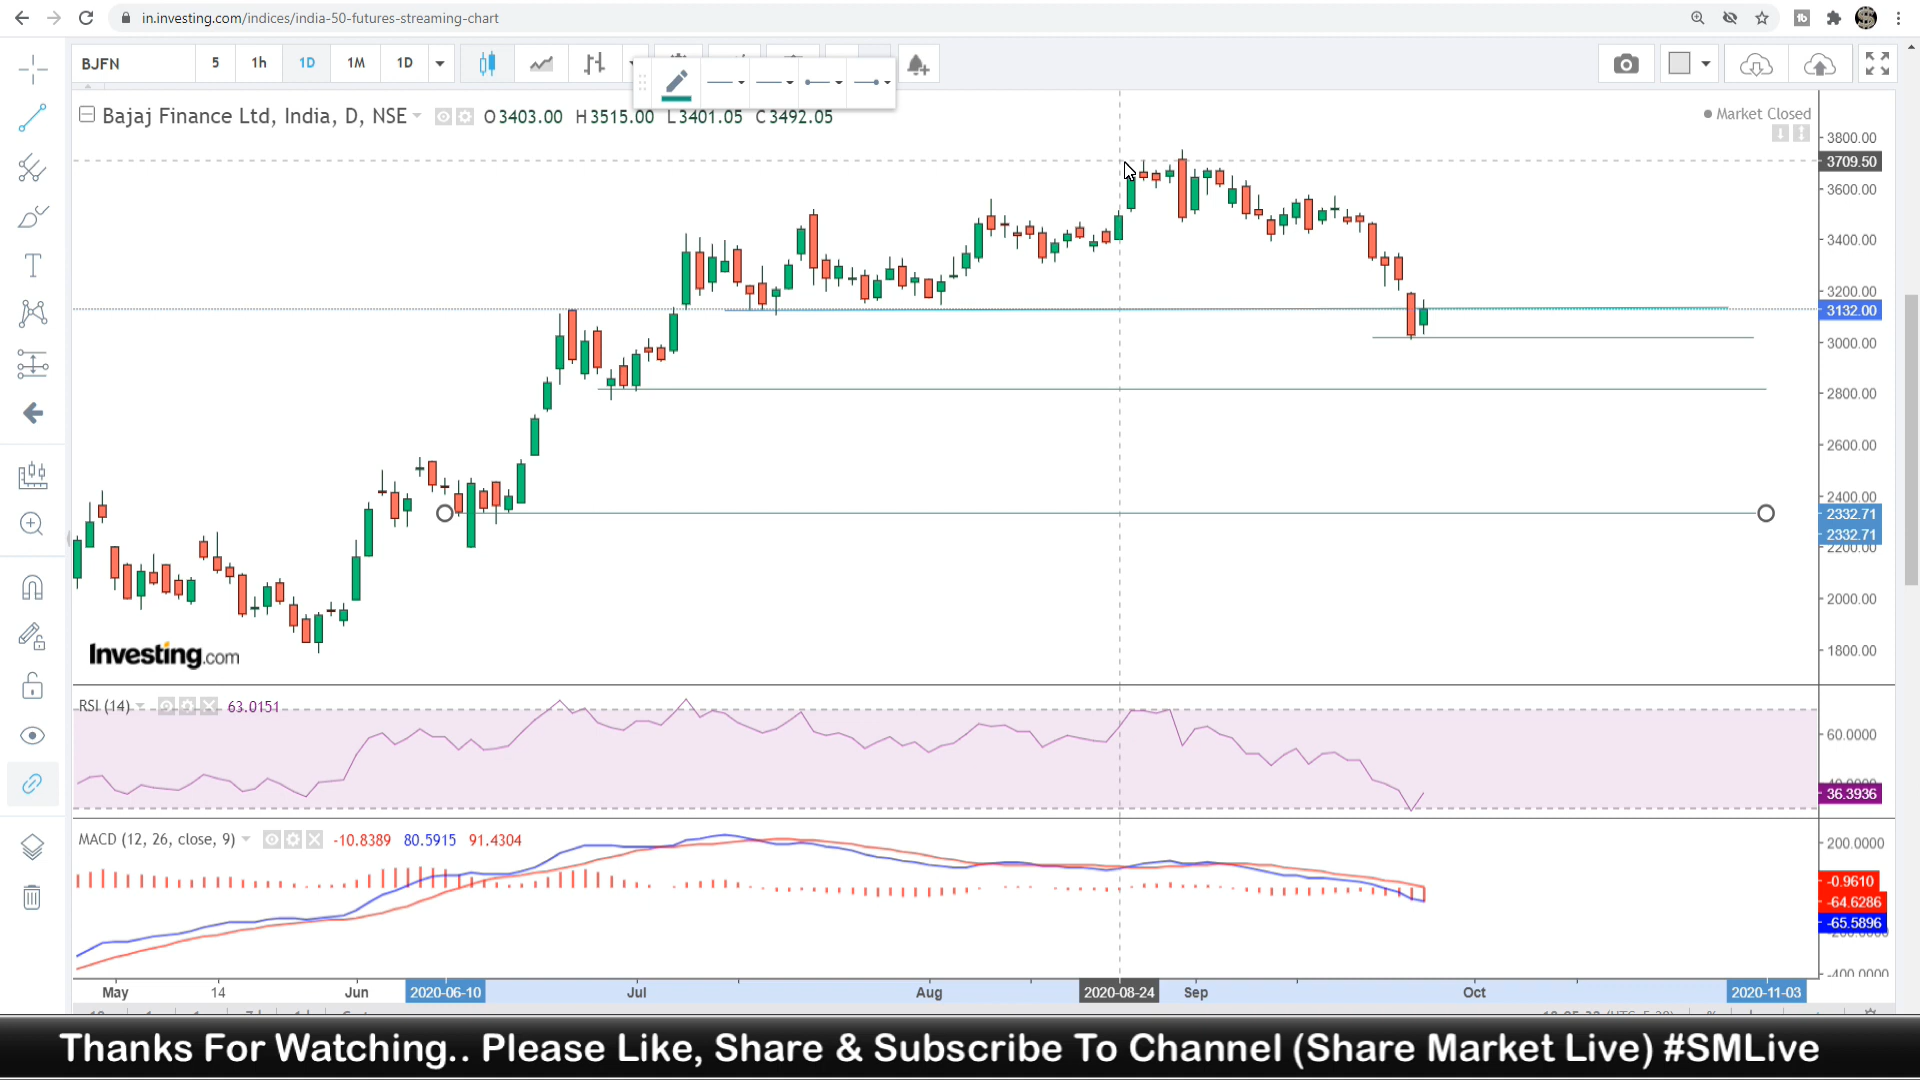 in.investing.com/indices/india-50-futures-streaming-chart
BJFN 5 1h 1D 1M 1D
Bajaj Finance Ltd, India, D, NSE O3403.00 H3515.00 L3401.05 C3492.05
Market Closed
3800.00
3709.50
3600.00
3400.00
3200.00
3132.00
3000.00
2800.00
2600.00
2400.00
2332.71
2332.71
2200.00
2000.00
1800.00
Investing.com
RSI (14) 63.0151
60.0000
40.0000
36.3936
MACD (12, 26, close, 9) -10.8389 80.5915 91.4304
200.0000
-0.9610
-64.6286
-65.5896
-400.0000
May 14 Jun 2020-06-10 Jul Aug 2020-08-24 Sep Oct 2020-11-03
Thanks For Watching.. Please Like, Share & Subscribe To Channel (Share Market Live) #SMLive